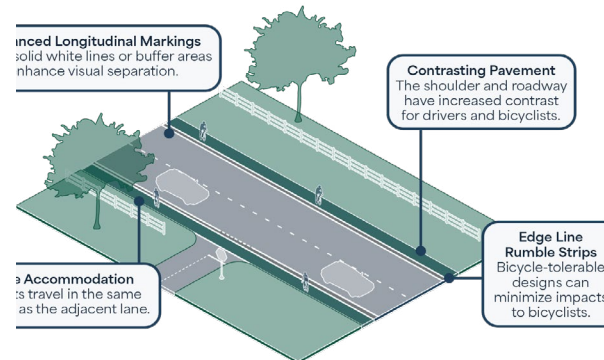 anced Longitudinal Markings
solid white lines or buffer areas
enhance visual separation.
Contrasting Pavement
The shoulder and roadway
have increased contrast
for drivers and bicyclists.
Edge Line
Rumble Strips
Bicycle-tolerable
designs can
minimize impacts
to bicyclists.
e Accommodation
ts travel in the same
as the adjacent lane.